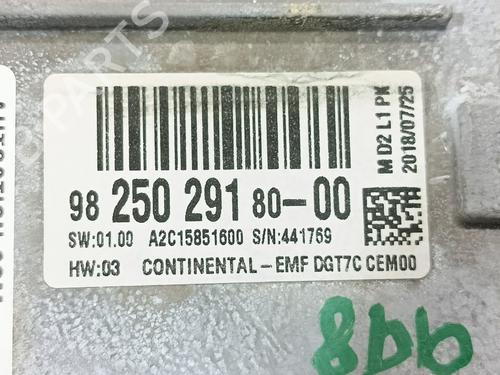 98 250 291 80-00
SW:01.00 A2C15851600 S/N:441769
HW:03 CONTINENTAL-EMF DGT7C CEM00
M D2 L1 PK
2018/07/25
B-PARTS